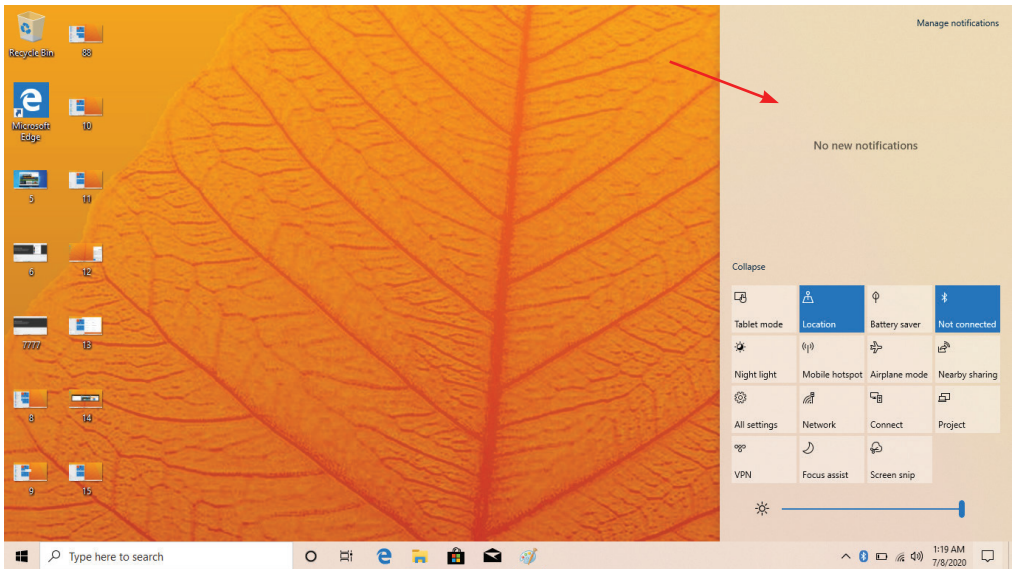 Manage notifications
Recycle Bin
88
Microsoft
Edge
10
No new notifications
5
11
6
12
Collapse
Tablet mode
Location
Battery saver
Not connected
7777
13
Night light
Mobile hotspot
Airplane mode
Nearby sharing
8
14
All settings
Network
Connect
Project
9
15
VPN
Focus assist
Screen snip
Type here to search
1:19 AM
7/8/2020